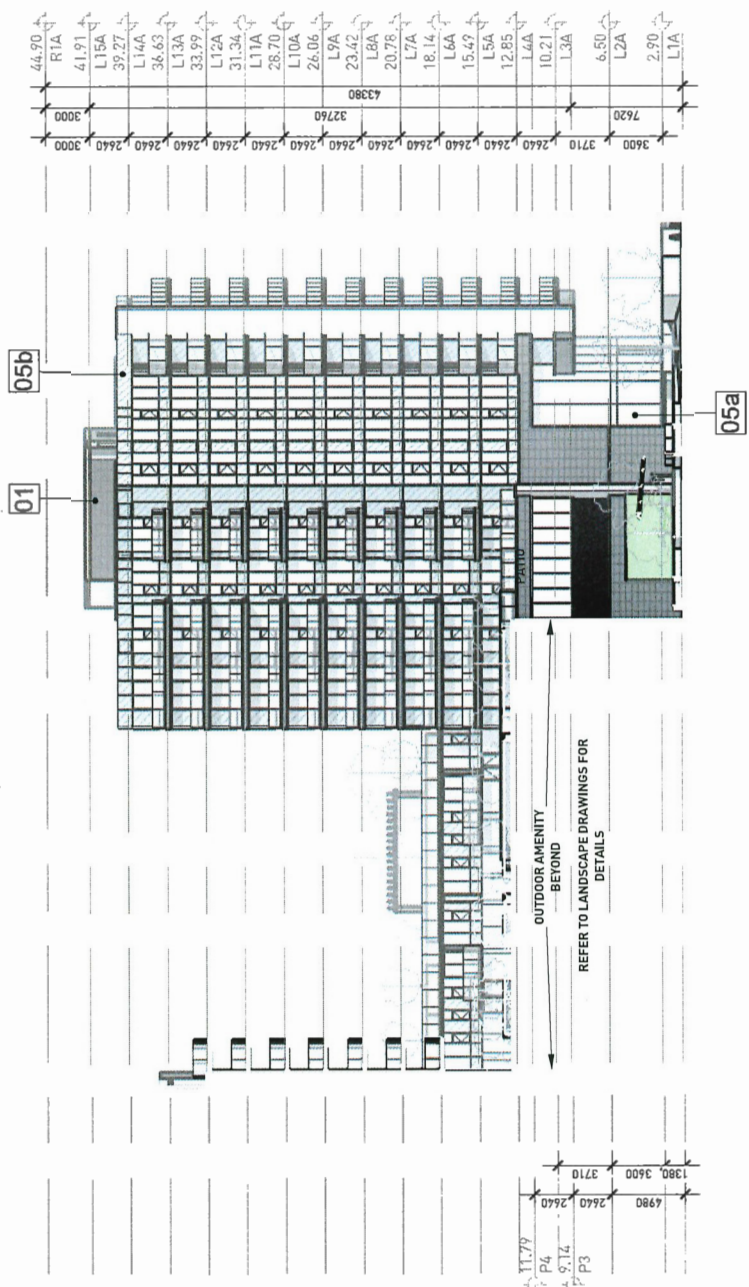 05b
01
44.90
R1A
41.91
L15A
39.27
L14A
36.63
L13A
33.99
L12A
31.34
L11A
28.70
L10A
26.06
L9A
23.42
L8A
20.78
L7A
18.14
L6A
15.49
L5A
12.85
L4A
10.21
L3A
6.50
L2A
2.90
L1A
43380
3000
32760
7620
3000
2640
2640
2640
2640
2640
2640
2640
2640
2640
2640
2640
2640
3710
3600
PATIO
05a
OUTDOOR AMENITY
BEYOND
REFER TO LANDSCAPE DRAWINGS FOR
DETAILS
11.79
P4
9.14
P3
3710
3600
1380
2640
2640
4980